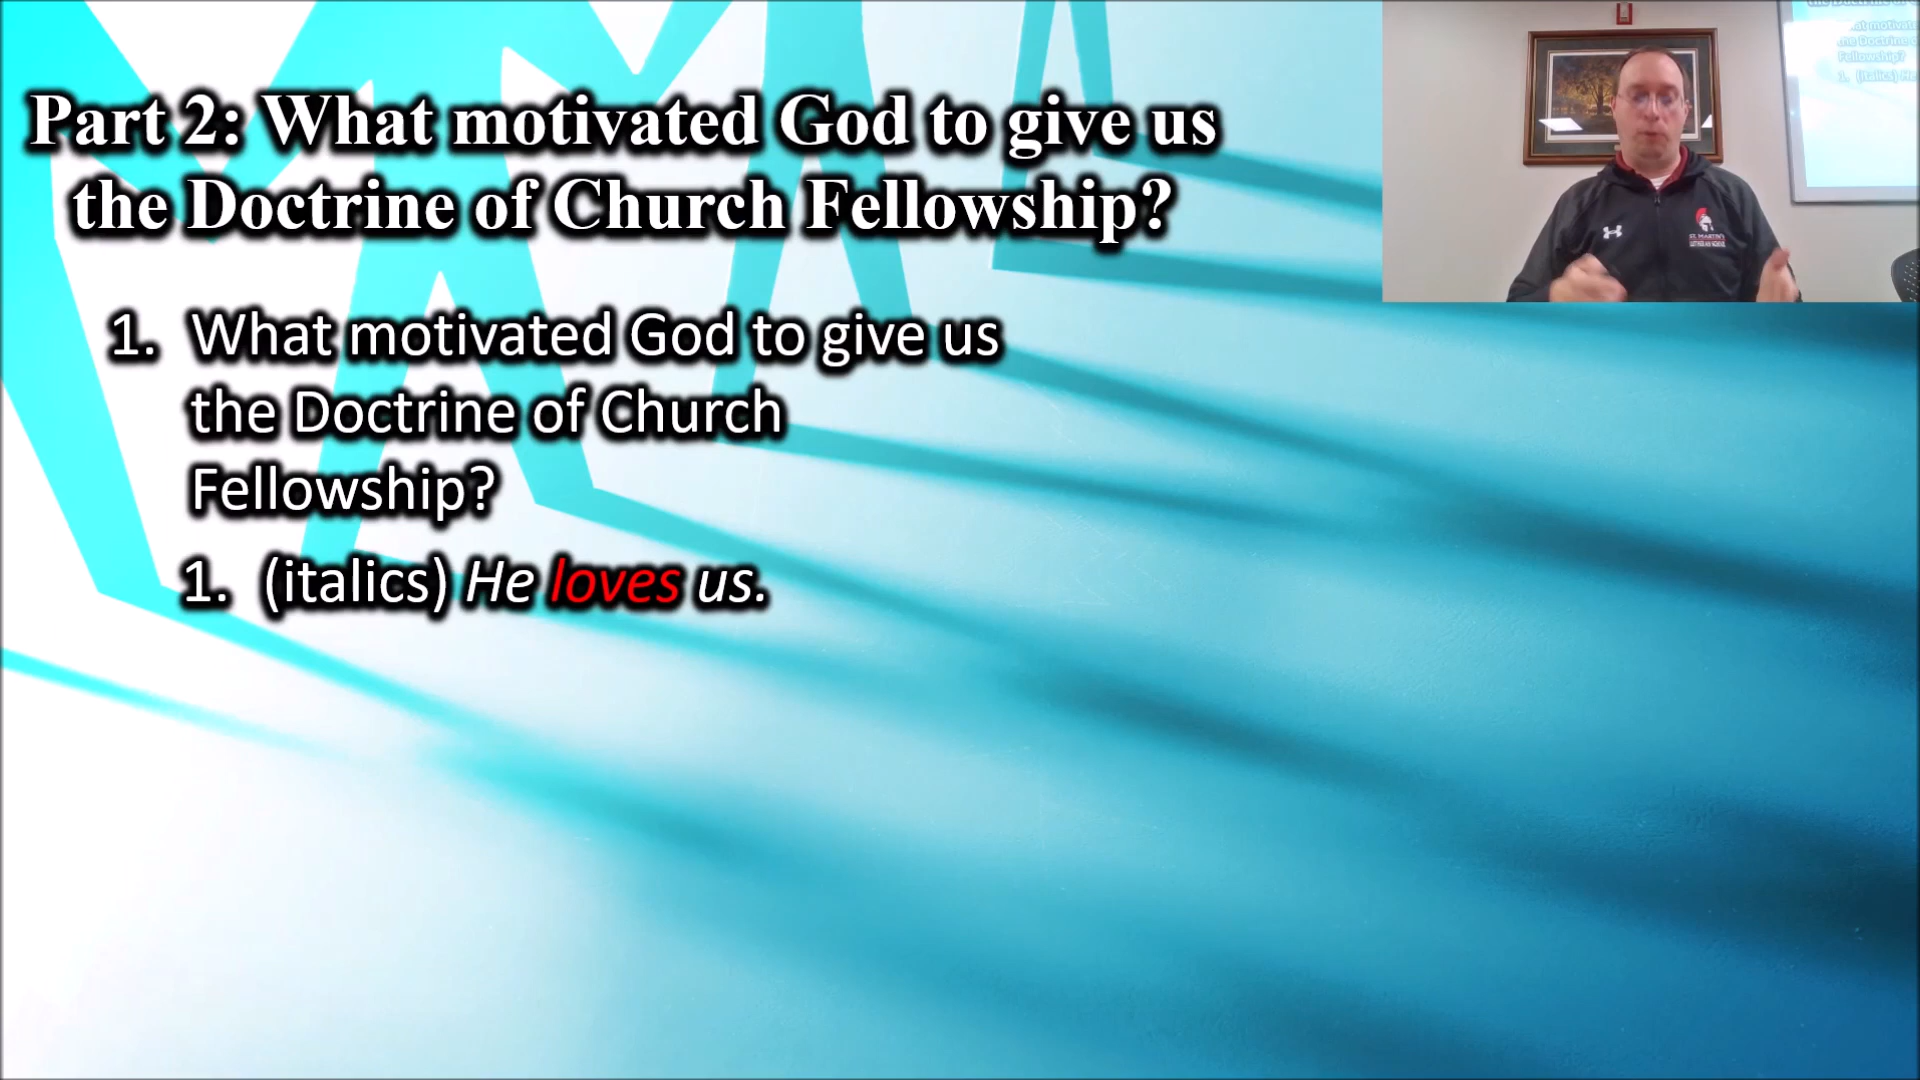 Part 2: What motivated God to give us
the Doctrine of Church Fellowship?
1. What motivated God to give us
the Doctrine of Church
Fellowship?
1. (italics) He loves us.